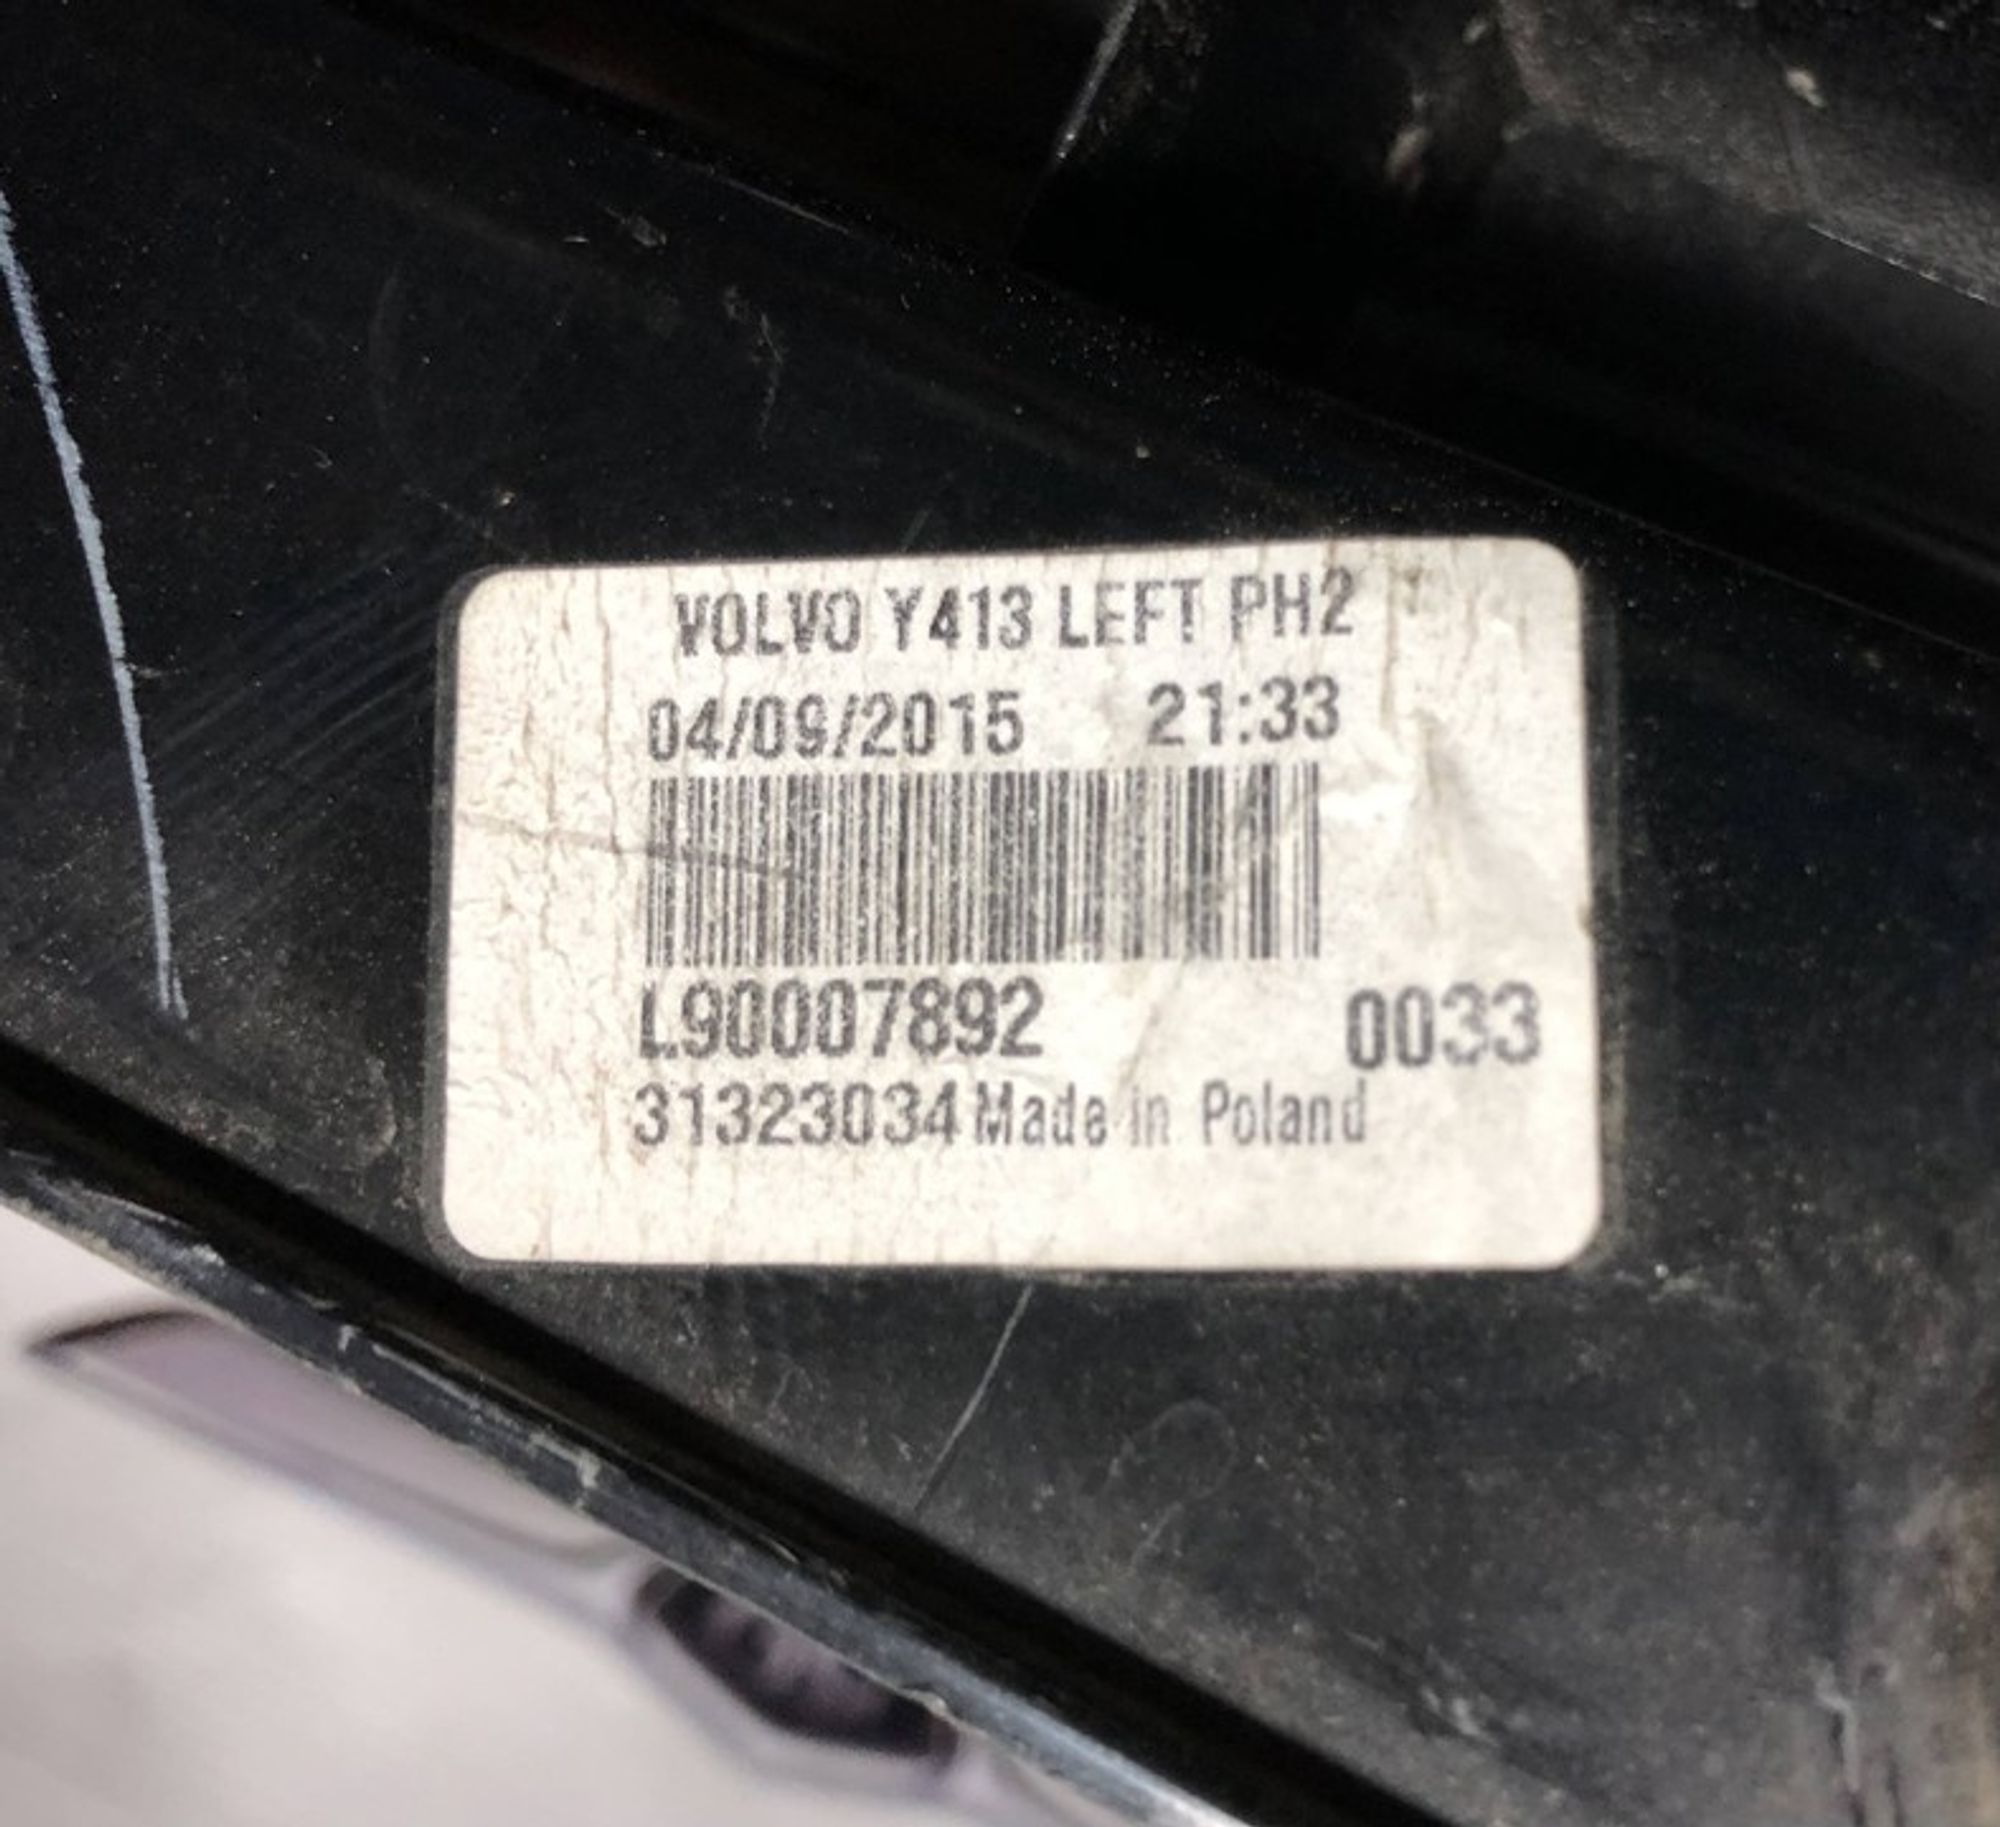 VOLVO Y413 LEFT PH2
04/09/2015 21:33
L90007892 0033
31323034 Made in Poland